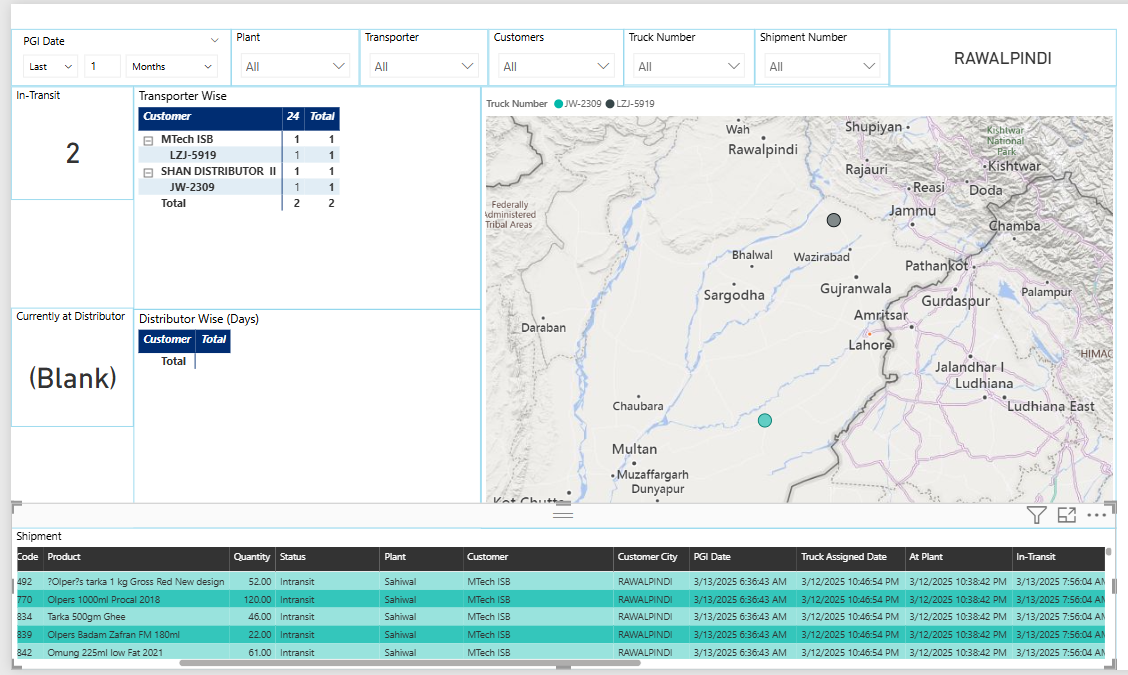 PGI Date
Plant
Transporter
Customers
Truck Number
Shipment Number
Last
1
Months
All
All
All
All
All
RAWALPINDI
In-Transit
2
Transporter Wise
Customer 24 Total
MTech ISB 1 1
LZJ-5919 1 1
SHAN DISTRIBUTOR II 1 1
JW-2309 1 1
Total 2 2
Truck Number JW-2309 LZJ-5919
Wah
Rawalpindi
Shupiyan
Kishtwar
National
Park
Rajauri
Kishtwar
Reasi
Doda
Federally
Administered
Tribal Areas
Jammu
Chamba
Bhalwal
Wazirabad
Pathankot
Sargodha
Gujranwala
Gurdaspur
Palampur
Daraban
Amritsar
Lahore
HIMAC
Jalandhar I
Ludhiana
Chaubara
Ludhiana East
Multan
Muzaffargarh
Dunyapur
Currently at Distributor
(Blank)
Distributor Wise (Days)
Customer Total
Total
Shipment
Code Product Quantity Status Plant Customer Customer City PGI Date Truck Assigned Date At Plant In-Transit
492 ?Olper?s tarka 1 kg Gross Red New design 52.00 Intransit Sahiwal MTech ISB RAWALPINDI 3/13/2025 6:36:43 AM 3/12/2025 10:46:54 PM 3/12/2025 10:38:42 PM 3/13/2025 7:56:04 AM
770 Olpers 1000ml Procal 2018 120.00 Intransit Sahiwal MTech ISB RAWALPINDI 3/13/2025 6:36:43 AM 3/12/2025 10:46:54 PM 3/12/2025 10:38:42 PM 3/13/2025 7:56:04 AM
834 Tarka 500gm Ghee 46.00 Intransit Sahiwal MTech ISB RAWALPINDI 3/13/2025 6:36:43 AM 3/12/2025 10:46:54 PM 3/12/2025 10:38:42 PM 3/13/2025 7:56:04 AM
839 Olpers Badam Zafran FM 180ml 22.00 Intransit Sahiwal MTech ISB RAWALPINDI 3/13/2025 6:36:43 AM 3/12/2025 10:46:54 PM 3/12/2025 10:38:42 PM 3/13/2025 7:56:04 AM
842 Omung 225ml low Fat 2021 61.00 Intransit Sahiwal MTech ISB RAWALPINDI 3/13/2025 6:36:43 AM 3/12/2025 10:46:54 PM 3/12/2025 10:38:42 PM 3/13/2025 7:56:04 AM